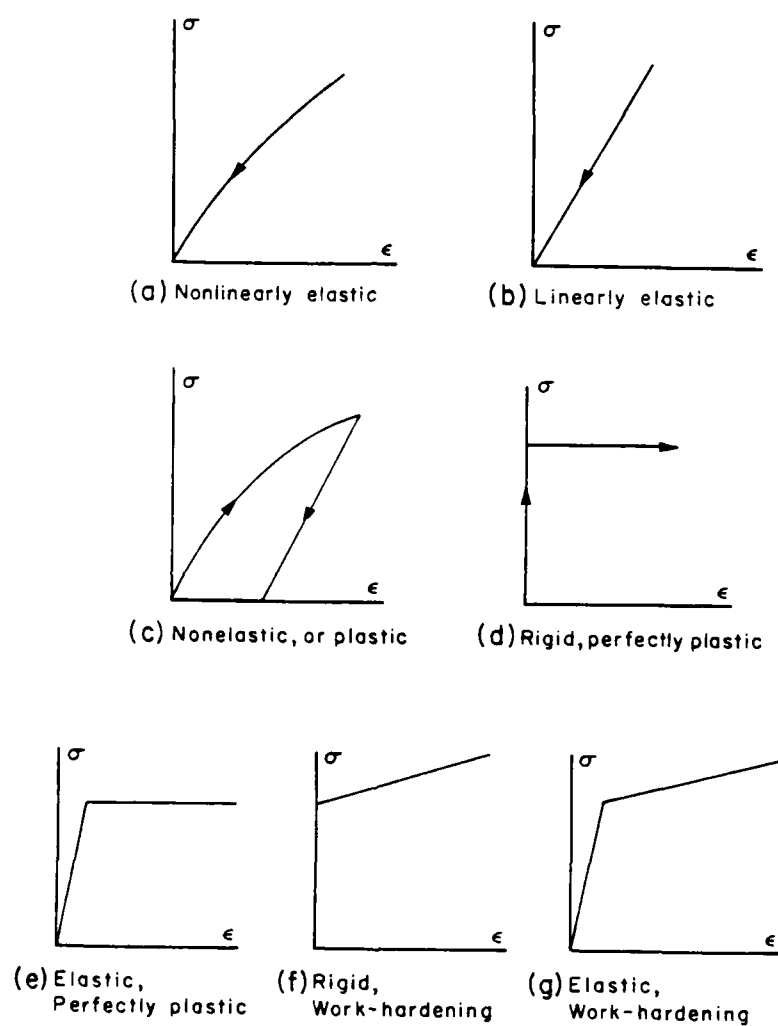 σ
ϵ
(a) Nonlinearly elastic
σ
ϵ
(b) Linearly elastic
σ
ϵ
(c) Nonelastic, or plastic
σ
ϵ
(d) Rigid, perfectly plastic
σ
ϵ
(e) Elastic,
Perfectly plastic
σ
ϵ
(f) Rigid,
Work-hardening
σ
ϵ
(g) Elastic,
Work-hardening